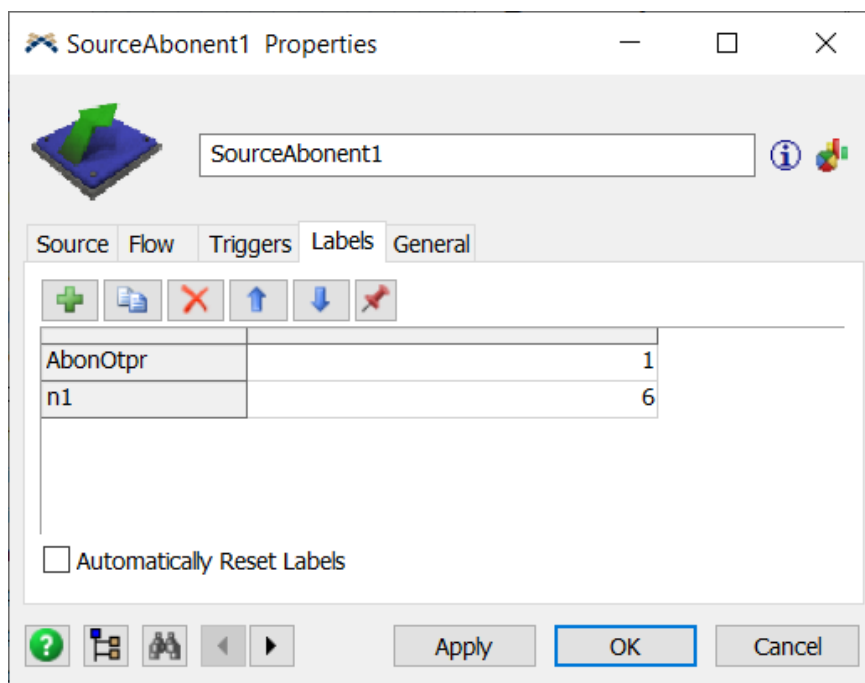 SourceAbonent1 Properties
SourceAbonent1
Source Flow Triggers Labels General
AbonOtpr 1
n1 6
Automatically Reset Labels
Apply OK Cancel